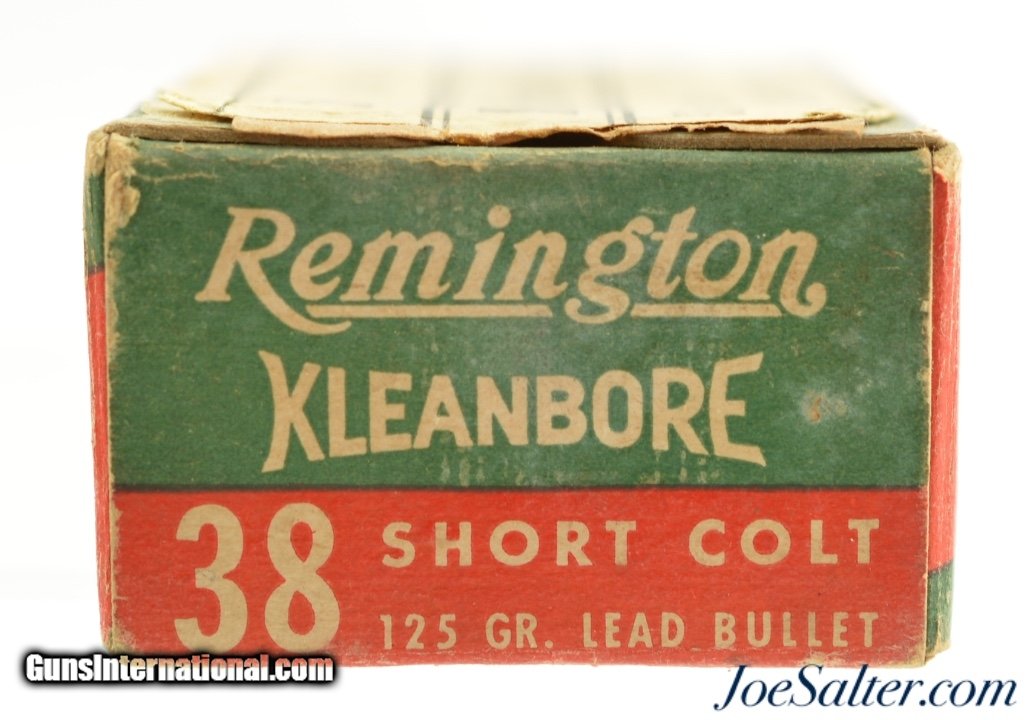 Remington
KLEANBORE
38 SHORT COLT
125 GR. LEAD BULLET
GunsInternational.com
JoeSalter.com